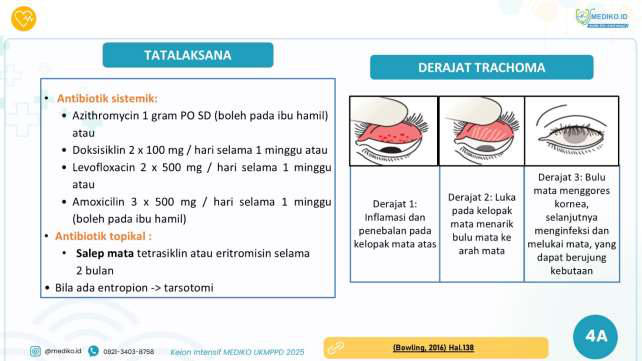 MEDIKO.ID
TATALAKSANA
Antibiotik sistemik:
Azithromycin 1 gram PO SD (boleh pada ibu hamil)
atau
Doksisiklin 2 x 100 mg / hari selama 1 minggu atau
Levofloxacin 2 x 500 mg / hari selama 1 minggu
atau
Amoxicilin 3 x 500 mg / hari selama 1 minggu
(boleh pada ibu hamil)
Antibiotik topikal :
Salep mata tetrasiklin atau eritromisin selama
2 bulan
Bila ada entropion -> tarsotomi
DERAJAT TRACHOMA
Derajat 1:
Inflamasi dan
penebalan pada
kelopak mata atas
Derajat 2: Luka
pada kelopak
mata menarik
bulu mata ke
arah mata
Derajat 3: Bulu
mata menggores
kornea,
selanjutnya
menginfeksi dan
melukai mata, yang
dapat berujung
kebutaan
@mediko.id
0821-3403-8758
Kelon Intensif MEDIKO UKMPPD 2025
(Bowling, 2016) Hal.138
4A